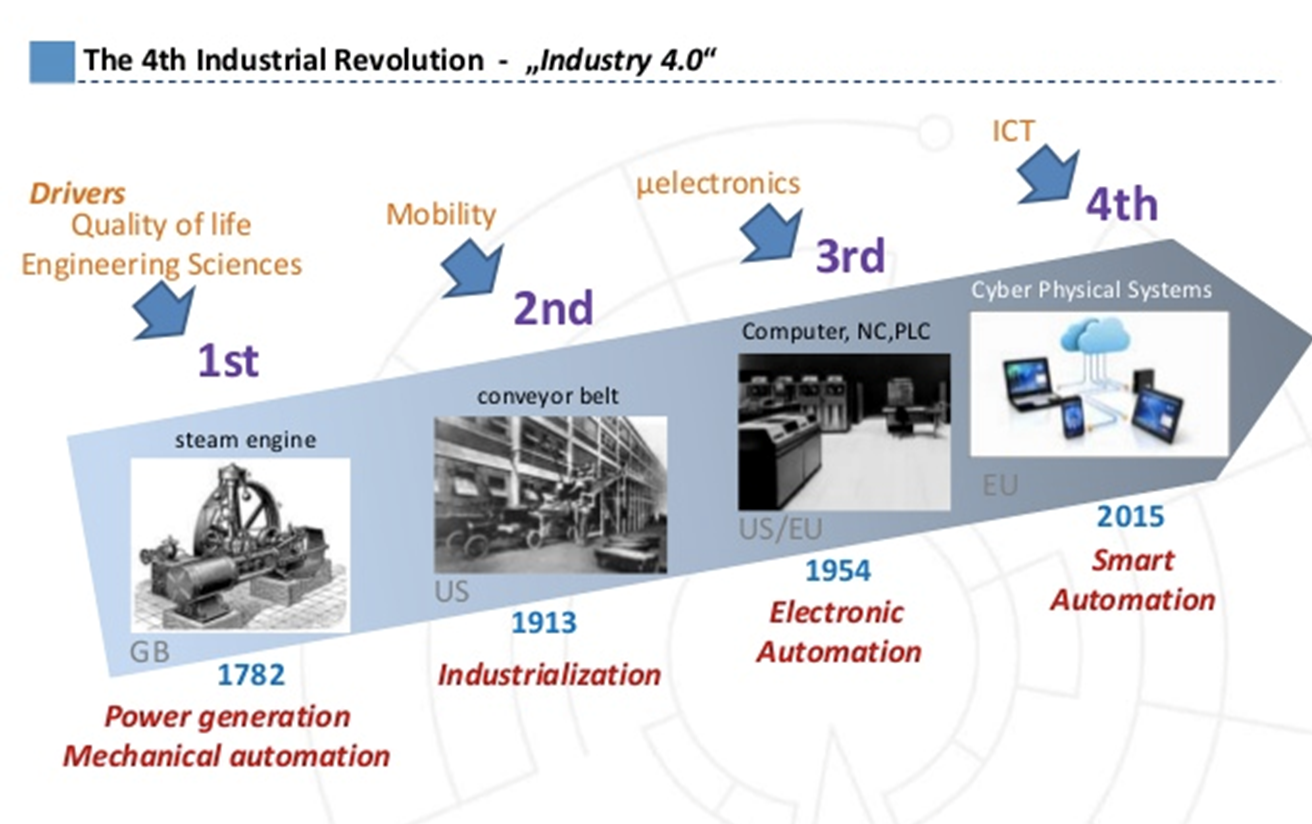 The 4th Industrial Revolution - „Industry 4.0“
Drivers
Quality of life
Engineering Sciences
1st
steam engine
GB
1782
Power generation
Mechanical automation
Mobility
2nd
conveyor belt
US
1913
Industrialization
µelectronics
3rd
Computer, NC,PLC
US/EU
1954
Electronic
Automation
ICT
4th
Cyber Physical Systems
EU
2015
Smart
Automation